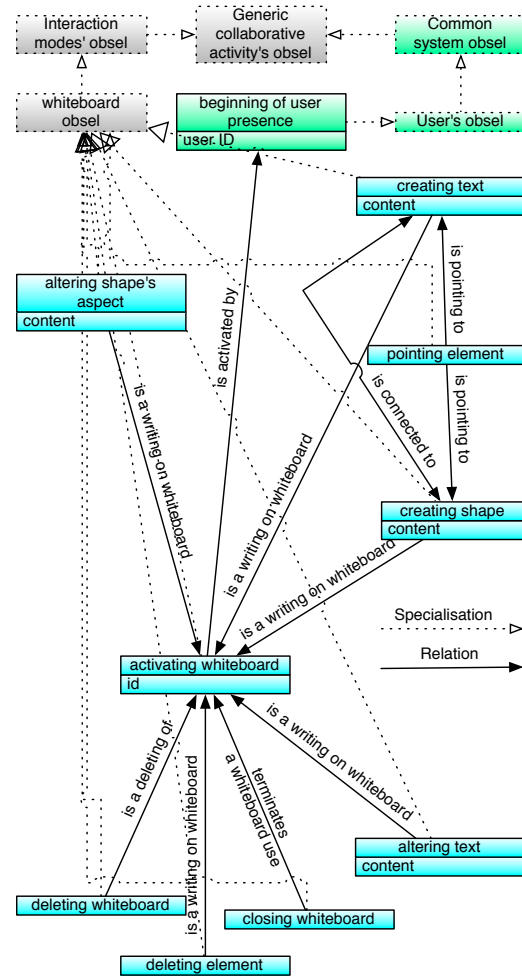 Interaction
modes' obsel
Generic
collaborative
activity's obsel
Common
system obsel
whiteboard
obsel
beginning of user
presence
user ID
User's obsel
creating text
content
altering shape's
aspect
content
is activated by
is pointing to
pointing element
is pointing to
is connected to
is a writing on whiteboard
is a writing on whiteboard
creating shape
content
is a writing on whiteboard
Specialisation
Relation
activating whiteboard
id
is a deleting of
is a writing on whiteboard
terminates
a whiteboard use
is a writing on whiteboard
altering text
content
deleting whiteboard
closing whiteboard
deleting element